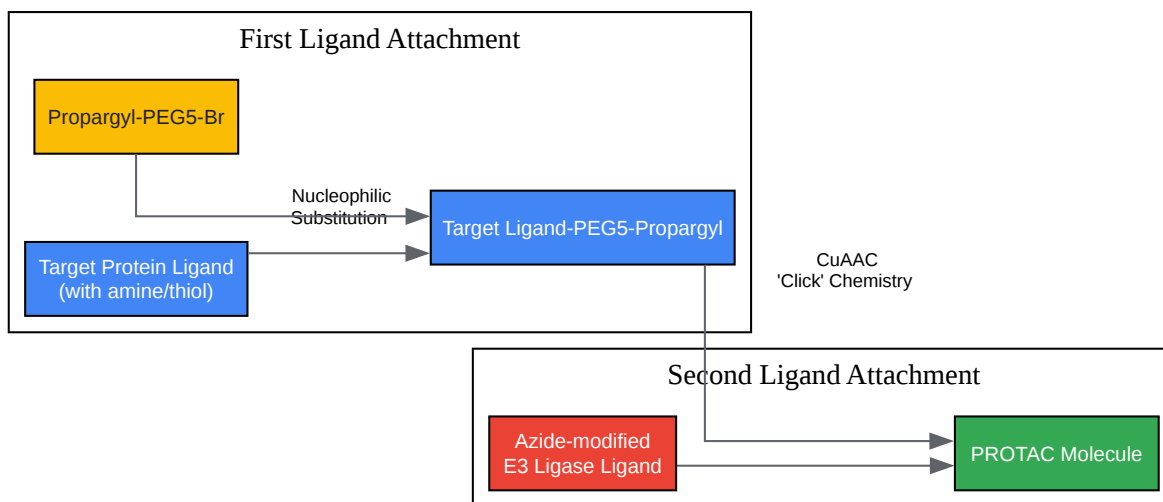 First Ligand Attachment
Propargyl-PEG5-Br
Nucleophilic
Substitution
Target Ligand-PEG5-Propargyl
Target Protein Ligand
(with amine/thiol)
CuAAC
'Click' Chemistry
Second Ligand Attachment
Azide-modified
E3 Ligase Ligand
PROTAC Molecule